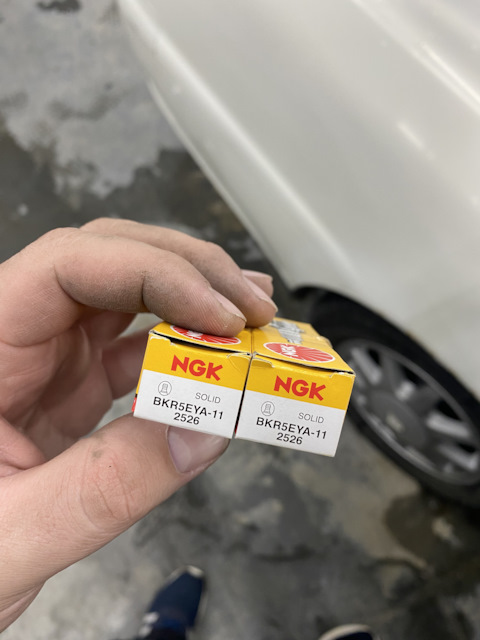 NGK
SOLID
BKR5EYA-11
2526
NGK
SOLID
BKR5EYA-11
2526